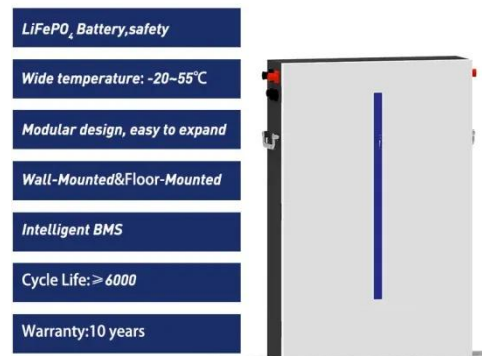 LiFePO₄ Battery,safety
Wide temperature: -20~55℃
Modular design, easy to expand
Wall-Mounted&Floor-Mounted
Intelligent BMS
Cycle Life:≥6000
Warranty:10 years